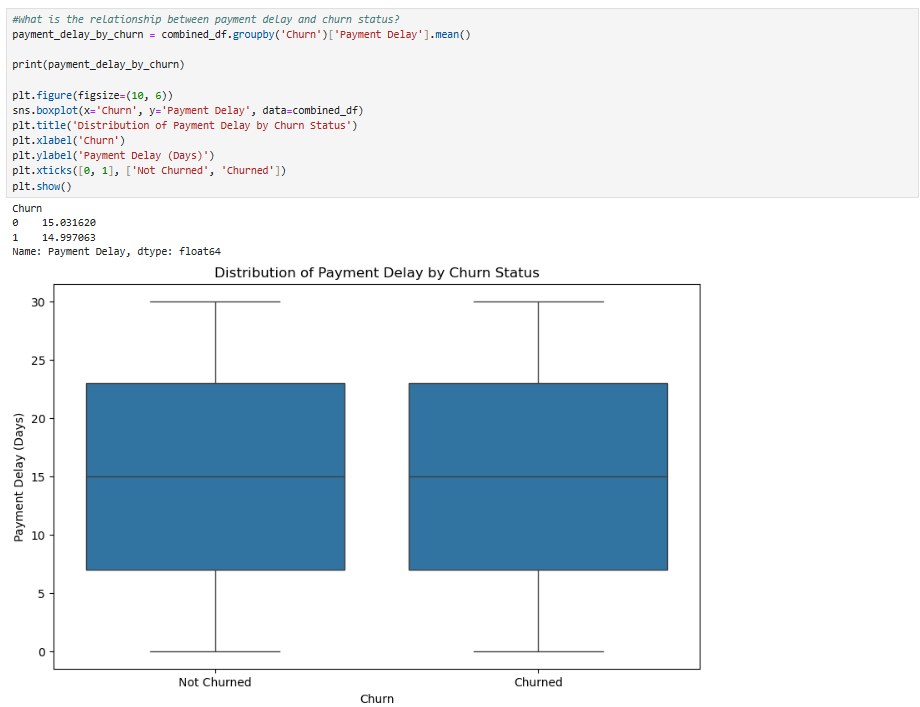 #What is the relationship between payment delay and churn status?
payment_delay_by_churn = combined_df.groupby('Churn')['Payment Delay'].mean()
print(payment_delay_by_churn)
plt.figure(figsize=(10, 6))
sns.boxplot(x='Churn', y='Payment Delay', data=combined_df)
plt.title('Distribution of Payment Delay by Churn Status')
plt.xlabel('Churn')
plt.ylabel('Payment Delay (Days)')
plt.xticks([0, 1], ['Not Churned', 'Churned'])
plt.show()
Churn
0    15.031620
1    14.997063
Name: Payment Delay, dtype: float64
Distribution of Payment Delay by Churn Status
Payment Delay (Days)
30
25
20
15
10
5
0
Not Churned
Churned
Churn